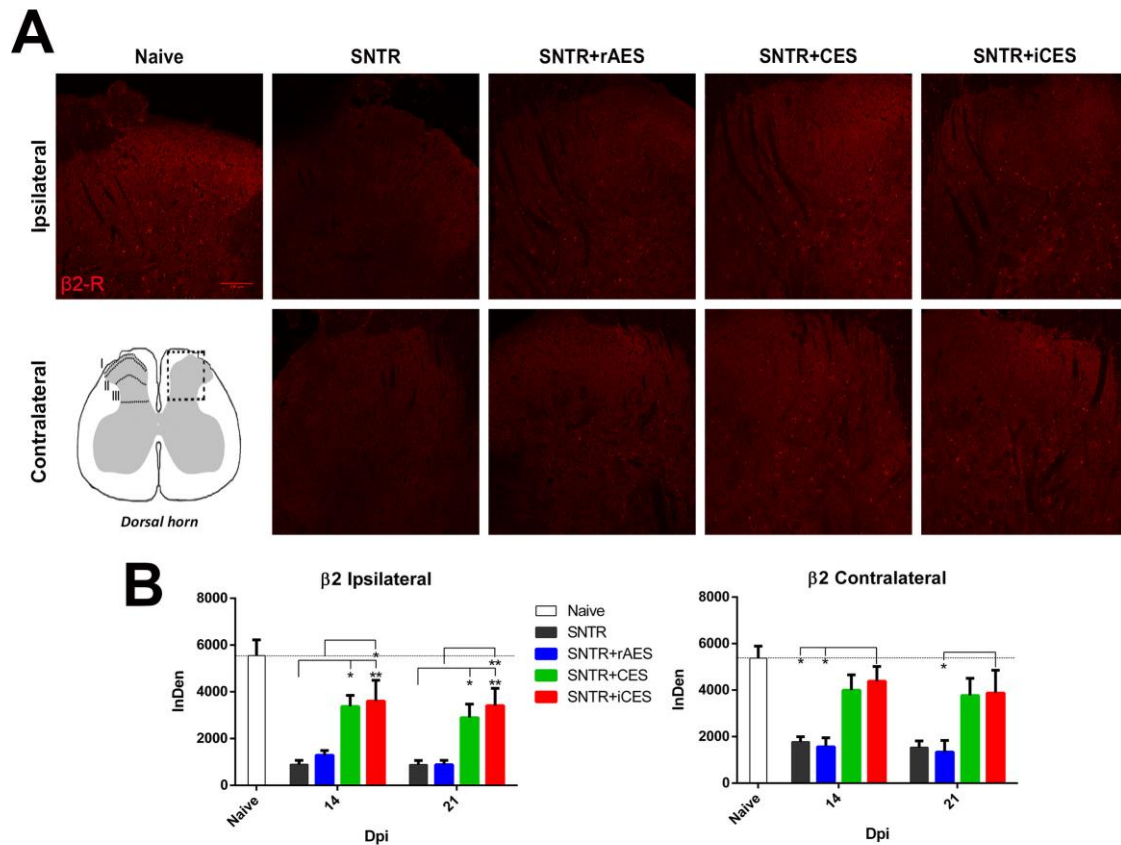 A
Naive SNTR SNTR+rAES SNTR+CES SNTR+iCES
Ipsilateral
β2-R
Contralateral
I
II
III
Dorsal horn
B
β2 Ipsilateral
InDen
8000
6000
4000
2000
0
* ** * **
* ** * **
Naive 14 21
Dpi
Naive
SNTR
SNTR+rAES
SNTR+CES
SNTR+iCES
β2 Contralateral
InDen
8000
6000
4000
2000
0
* * *
Naive 14 21
Dpi